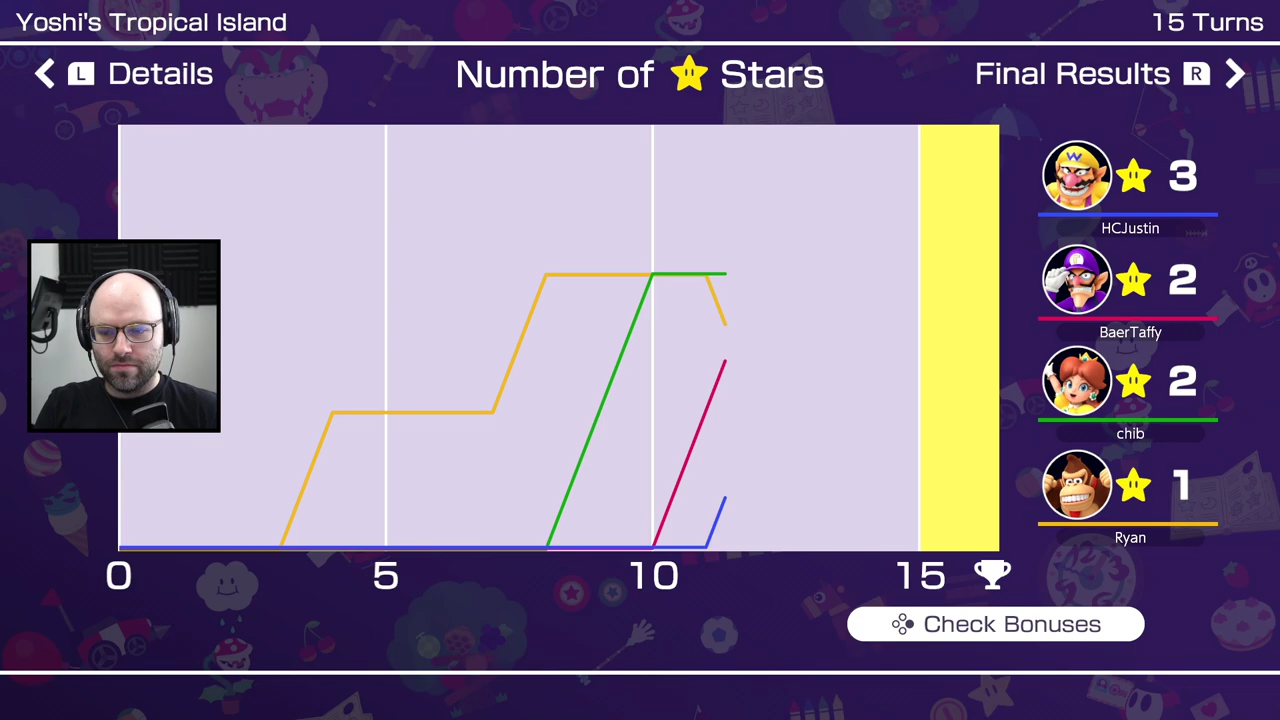 Yoshi's Tropical Island
15 Turns
L Details
Number of Stars
Final Results R
3
HCJustin
2
BaerTaffy
2
chib
1
Ryan
0 5 10 15
Check Bonuses